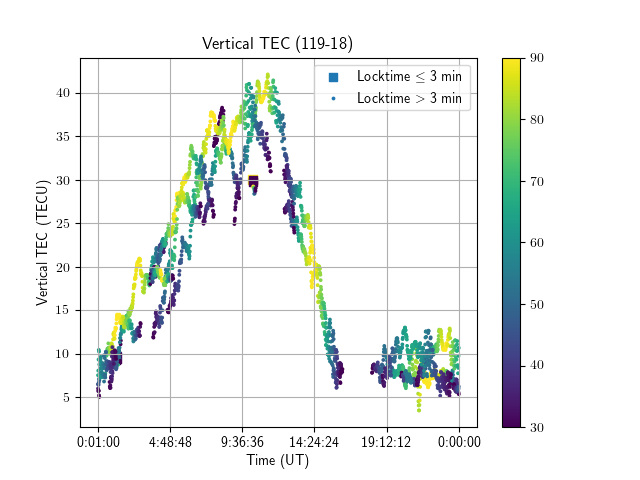 Vertical TEC (119-18)
Locktime ≤ 3 min
Locktime > 3 min
Vertical TEC (TECU)
40
35
30
25
20
15
10
5
0:01:00 4:48:48 9:36:36 14:24:24 19:12:12 0:00:00
Time (UT)
90
80
70
60
50
40
30